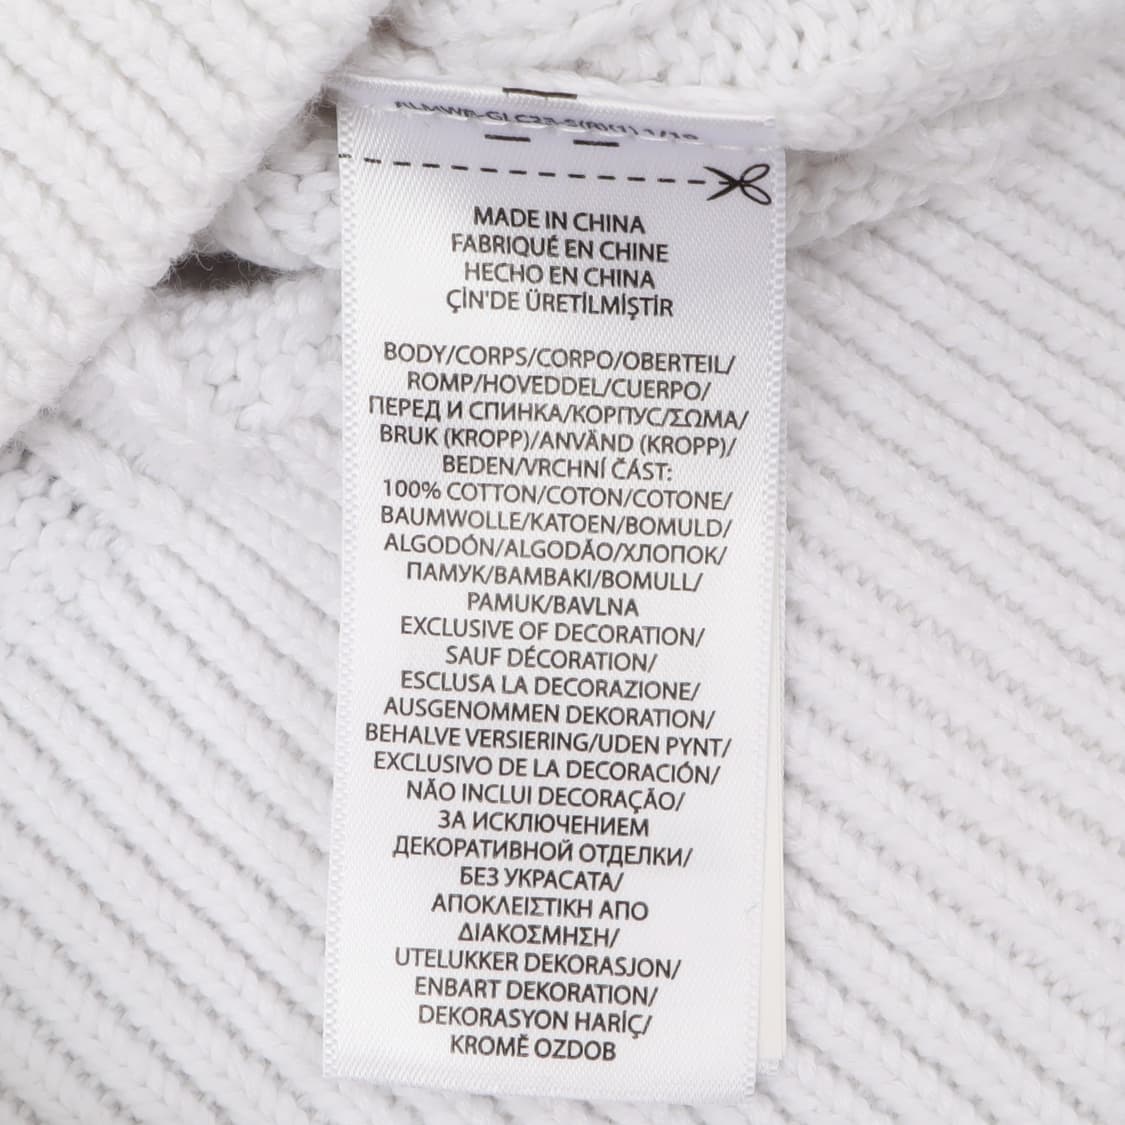 MADE IN CHINA
FABRIQUÉ EN CHINE
HECHO EN CHINA
ÇİN'DE ÜRETİLMİŞTİR
BODY/CORPS/CORPO/OBERTEIL/
ROMP/HOVEDDEL/CUERPO/
ПЕРЕД И СПИНКА/КОРПУС/ΣΩΜΑ/
BRUK (KROPP)/ANVÄND (KROPP)/
BEDEN/VRCHNÍ ČÁST:
100% COTTON/COTON/COTONE/
BAUMWOLLE/KATOEN/BOMULD/
ALGODÓN/ALGODÃO/ХЛОПОК/
ПАМУК/ΒΑΜΒΑΚΙ/BOMULL/
PAMUK/BAVLNA
EXCLUSIVE OF DECORATION/
SAUF DÉCORATION/
ESCLUSA LA DECORAZIONE/
AUSGENOMMEN DEKORATION/
BEHALVE VERSIERING/UDEN PYNT/
EXCLUSIVO DE LA DECORACIÓN/
NÃO INCLUI DECORAÇÃO/
ЗА ИСКЛЮЧЕНИЕМ
ДЕКОРАТИВНОЙ ОТДЕЛКИ/
БЕЗ УКРАСАТА/
ΑΠΟΚΛΕΙΣΤΙΚΗ ΑΠΟ
ΔΙΑΚΟΣΜΗΣΗ/
UTELUKKER DEKORASJON/
ENBART DEKORATION/
DEKORASYON HARİÇ/
KROMĚ OZDOB